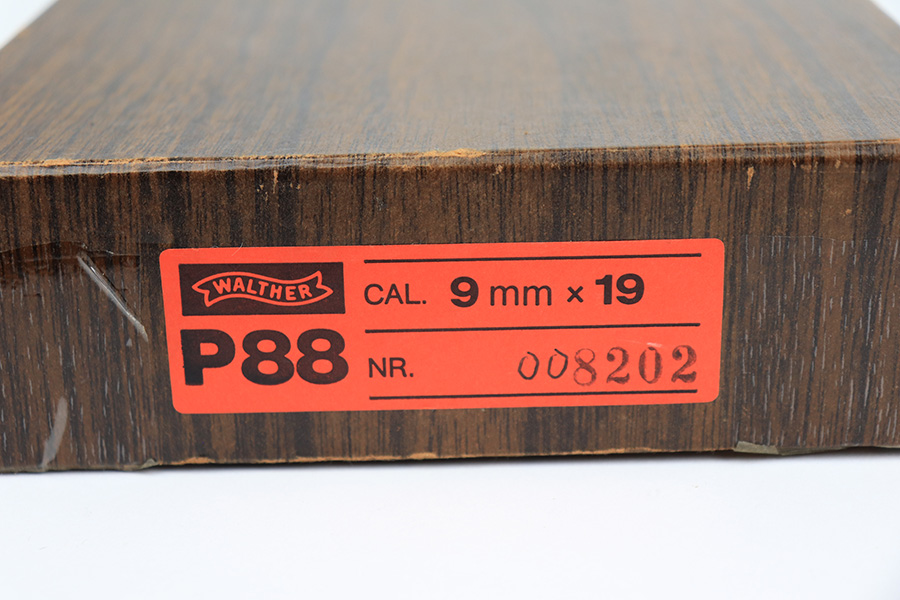 WALTHER
P88
CAL. 9 mm × 19
NR. 008202